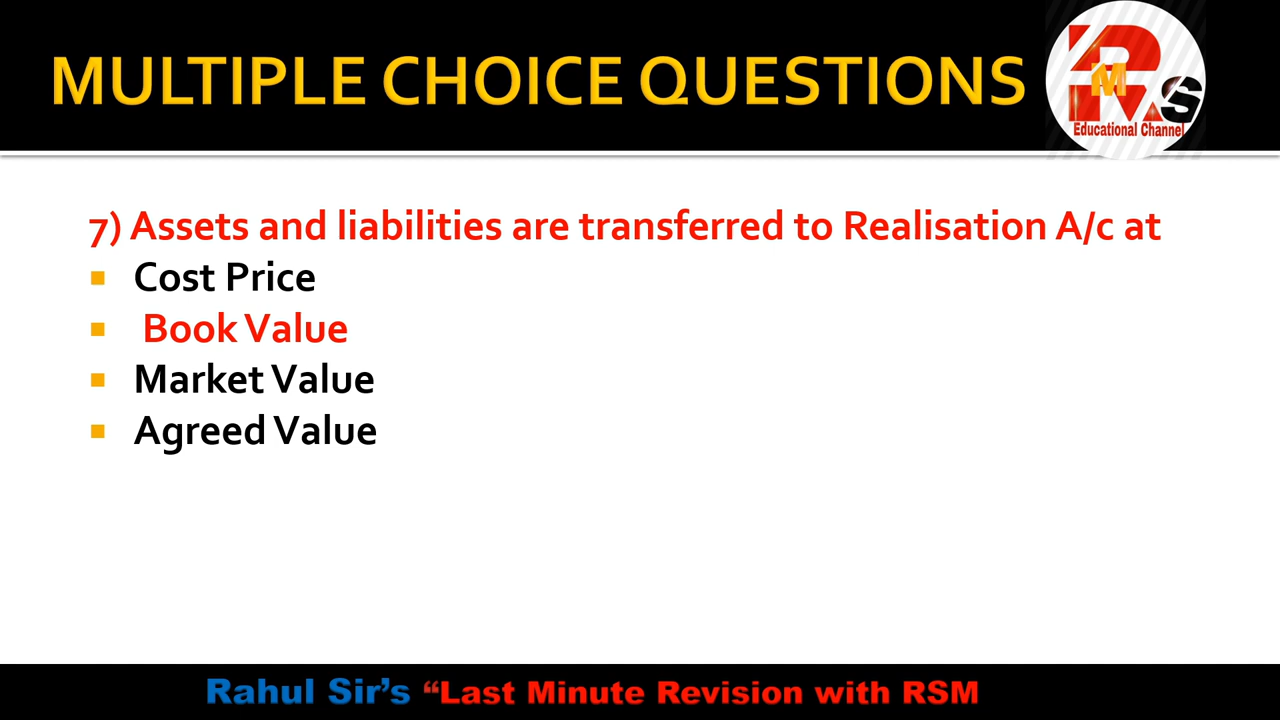 MULTIPLE CHOICE QUESTIONS
RMS
Educational Channel
7) Assets and liabilities are transferred to Realisation A/c at
Cost Price
Book Value
Market Value
Agreed Value
Rahul Sir's “Last Minute Revision with RSM